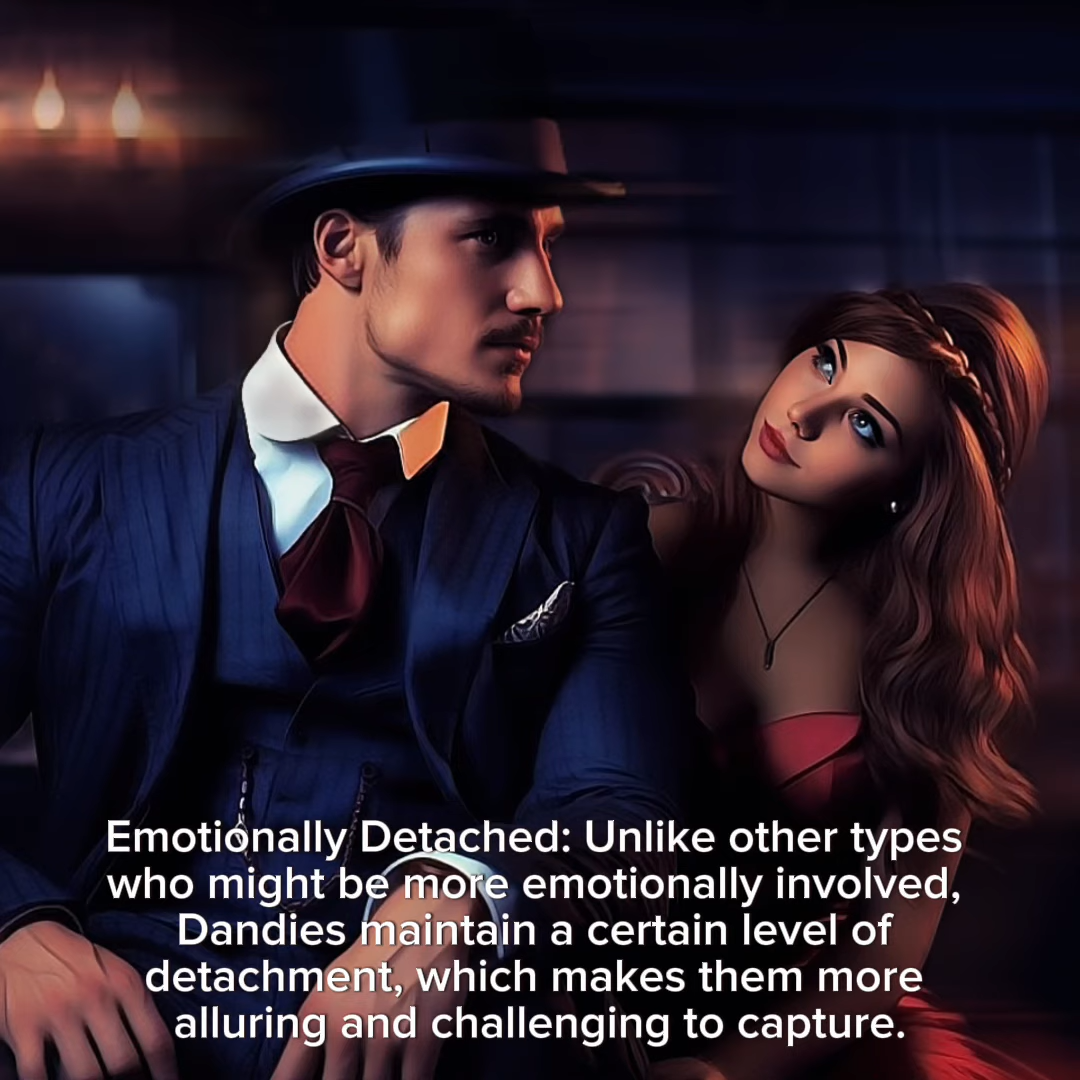 Emotionally Detached: Unlike other types
who might be more emotionally involved,
Dandies maintain a certain level of
detachment, which makes them more
alluring and challenging to capture.